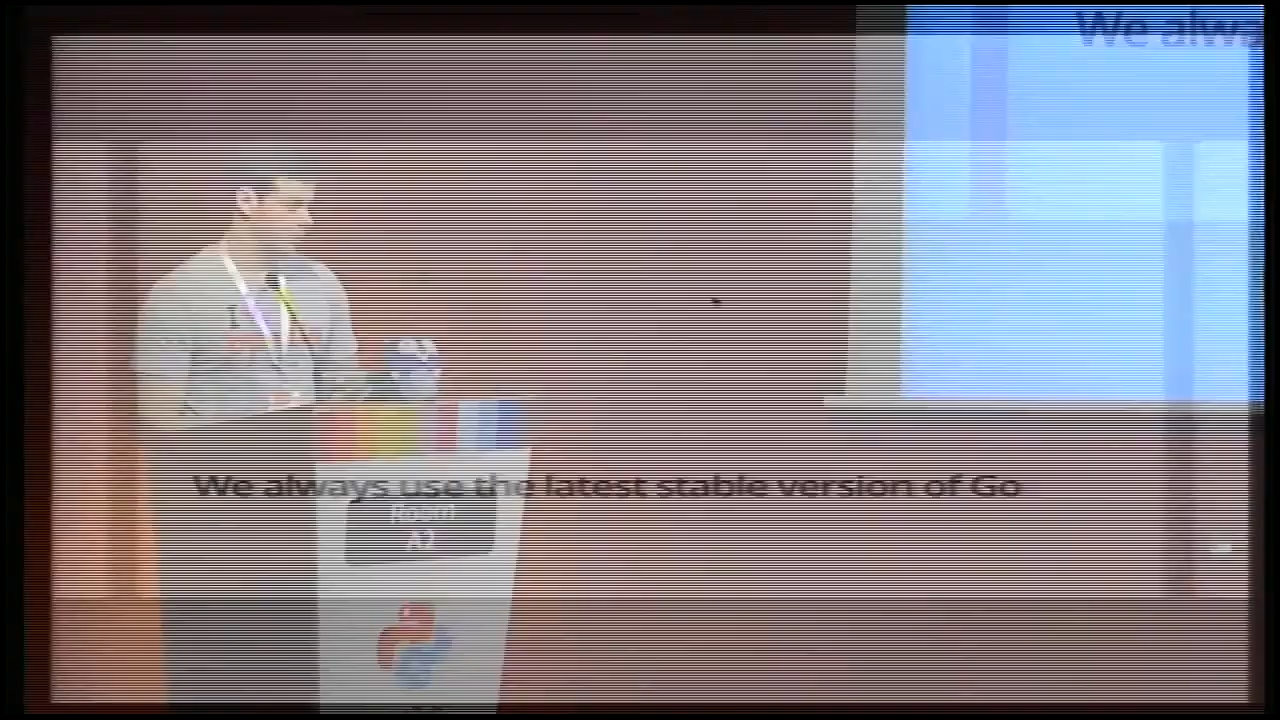 We alwa
I
We always use the latest stable version of Go
Room
A2